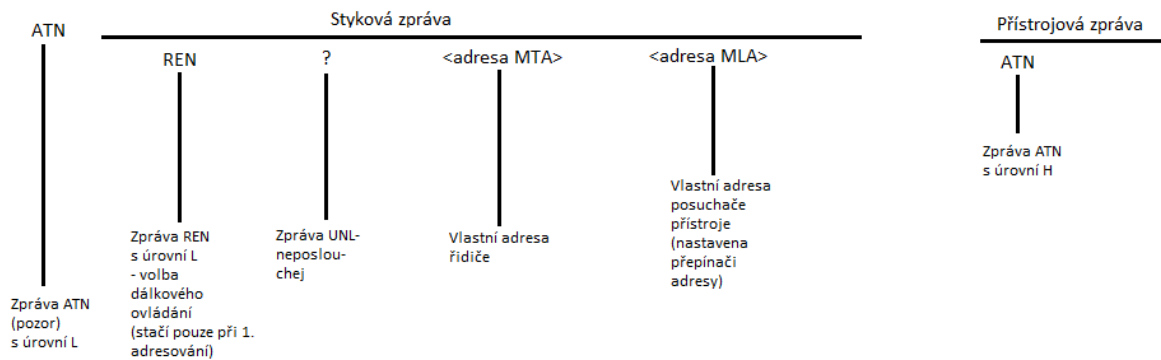 Styková zpráva
Přístrojová zpráva
ATN
REN
?
<adresa MTA>
<adresa MLA>
ATN
Zpráva ATN
(pozor)
s úrovní L
Zpráva REN
s úrovní L
- volba
dálkového
ovládání
(stačí pouze při 1.
adresování)
Zpráva UNL-
neposlou-
chej
Vlastní adresa
řidiče
Vlastní adresa
posuchače
přístroje
(nastavena
přepínači
adresy)
Zpráva ATN
s úrovní H